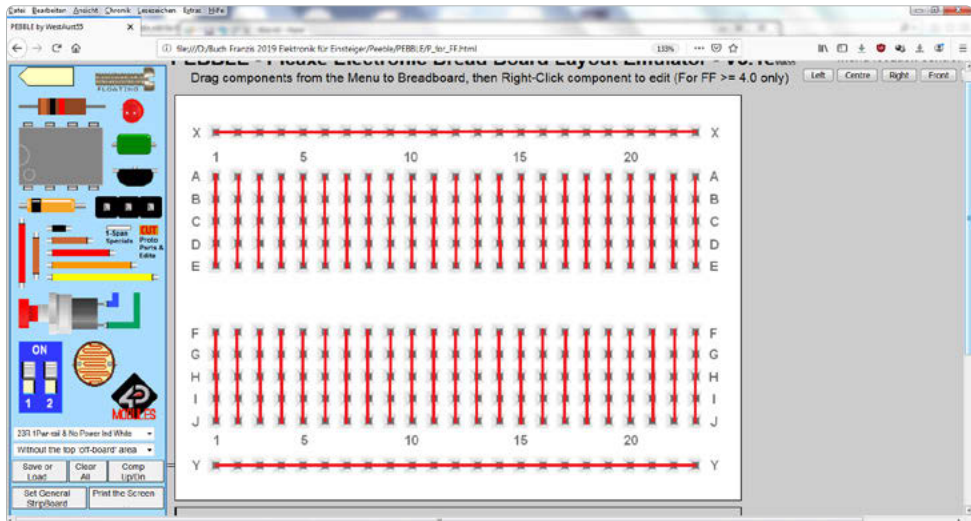 Datei Bearbeiten Ansicht Chronik Lesezeichen Extras Hilfe
PEBBLE by WestAust55
file:///D:/Buch Franzis 2019 Elektronik für Einsteiger/Peeble/PEBBLE/P_for_FF.html
133%
Drag components from the Menu to Breadboard, then Right-Click component to edit (For FF >= 4.0 only)
Left Centre Right Front
FLOATING
X X
1 5 10 15 20
A A
B B
C C
D D
E E
F F
G G
H H
I I
J J
1 5 10 15 20
Y Y
1-Span
Specials
CUT
Proto
Parts &
Edits
ON
1 2
4D
MODULES
23R 1Pwr-rail & No Power Ind White
Without the top 'off-board' area
Save or
Load
Clear
All
Comp
Up/Dn
Set General
StripBoard
Print the Screen